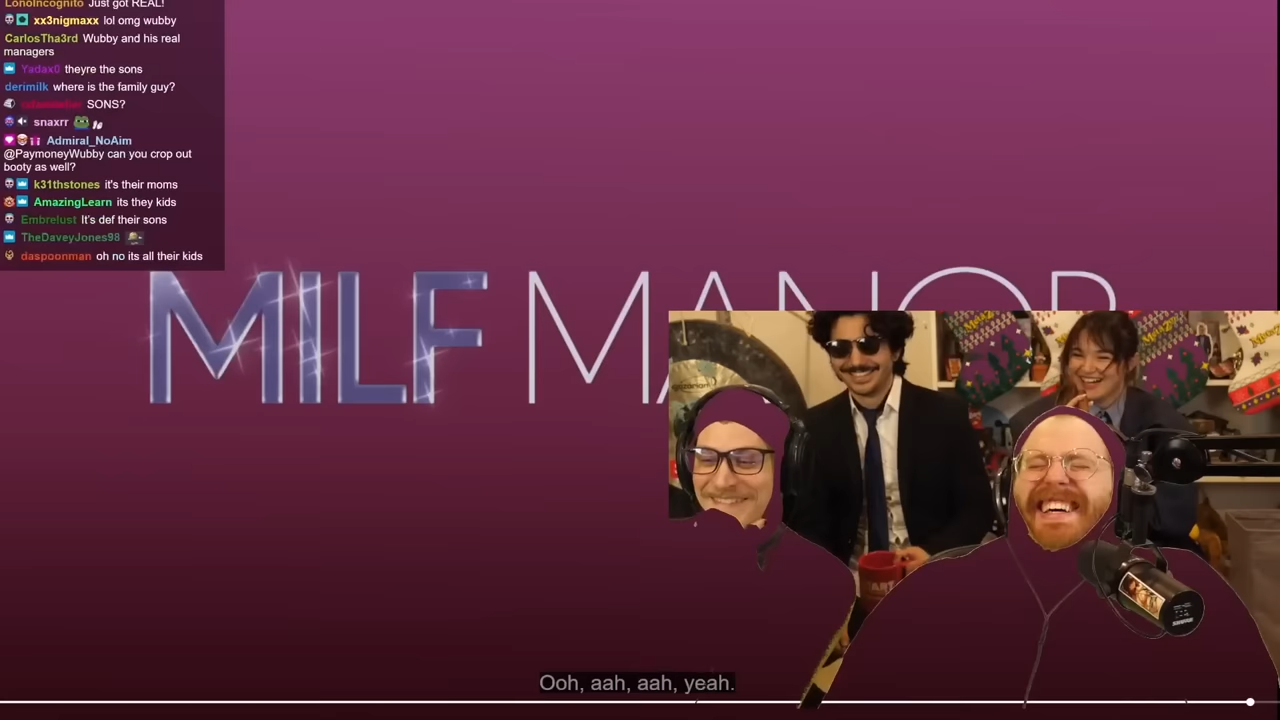 LonoIncognito Just got REAL!
xx3nigmaxx lol omg wubby
CarlosTha3rd Wubby and his real
managers
Yadax0 theyre the sons
derimilk where is the family guy?
SONS?
snaxrr
Admiral_NoAim
@PaymoneyWubby can you crop out
booty as well?
k31thstones it's their moms
AmazingLearn its they kids
Embrelust It's def their sons
TheDaveyJones98
daspoonman oh no its all their kids
MILF MANOR
Ooh, aah, aah, yeah.